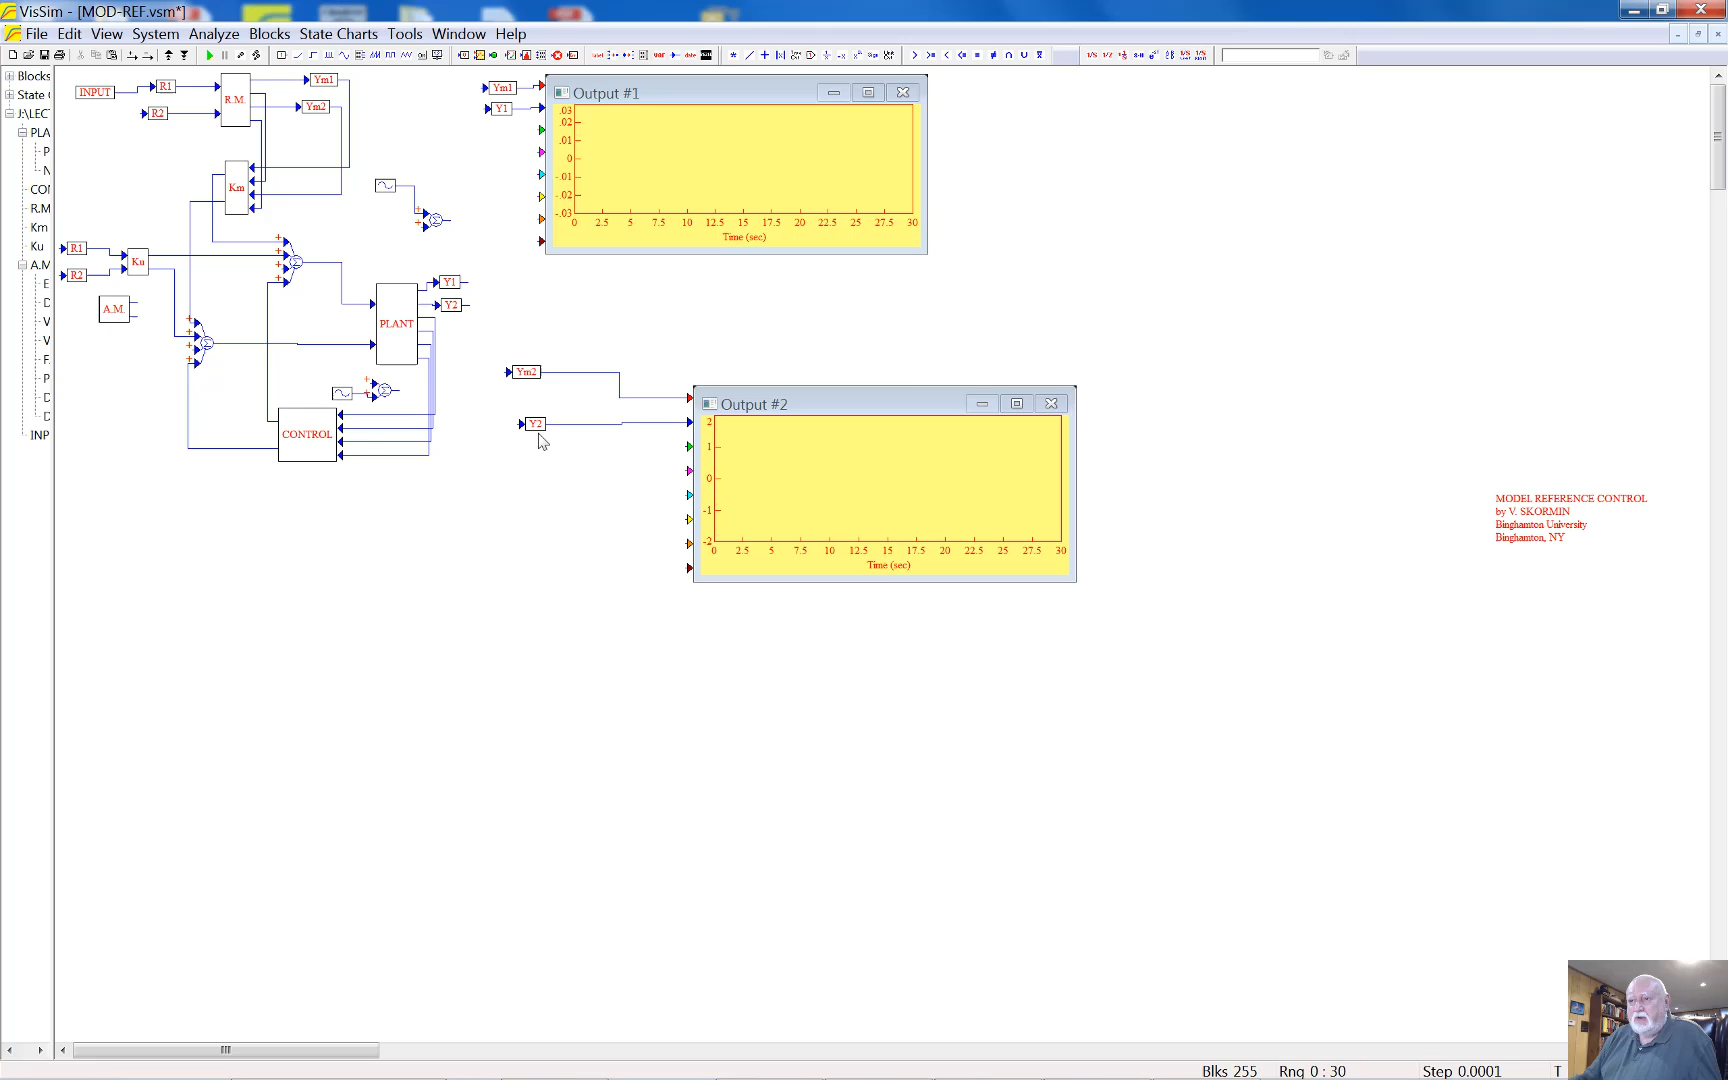 VisSim - [MOD-REF.vsm*]
File Edit View System Analyze Blocks State Charts Tools Window Help
Blocks
State
J:\LEC
PLA
P
N
CON
R.M
Km
Ku
A.M
E
D
V
V
F
P
D
D
INP
INPUT
R1
R2
R.M.
Ym1
Ym2
Km
R1
R2
Ku
A.M.
Σ
Σ
Σ
Σ
PLANT
Y1
Y2
CONTROL
Ym1
Y1
Output #1
.03
.02
.01
0
-.01
-.02
-.03
0 2.5 5 7.5 10 12.5 15 17.5 20 22.5 25 27.5 30
Time (sec)
Ym2
Y2
Output #2
2
1
0
-1
-2
0 2.5 5 7.5 10 12.5 15 17.5 20 22.5 25 27.5 30
Time (sec)
MODEL REFERENCE CONTROL
by V. SKORMIN
Binghamton University
Binghamton, NY
Blks 255 Rnq 0 : 30 Step 0.0001 T